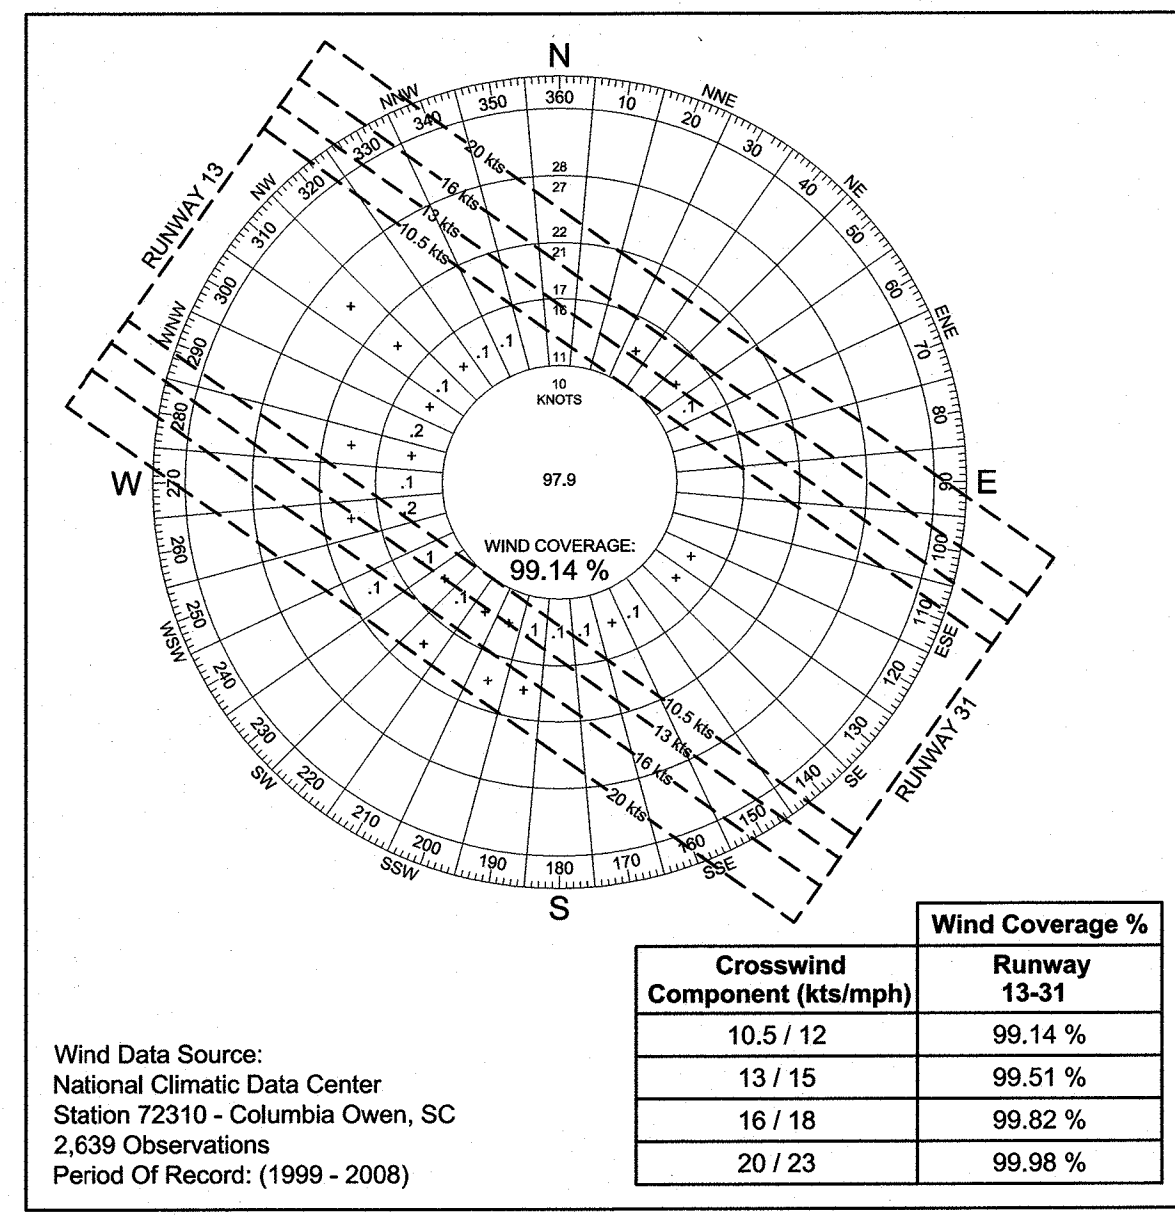 N
NNW
NNE
340
350
360
10
20
330
30
RUNWAY 13
NW
320
20 kts
28
27
40
NE
16 kts
310
13 kts
22
21
50
10.5 kts
300
17
16
60
WNW
ENE
290
+
+
+
.1
.1
11
+
70
.1
10
KNOTS
+
.1
+
280
.2
80
+
+
W
270
.1
97.9
90
E
.2
+
260
WIND COVERAGE:
99.14 %
100
.1
+
+
+
.1
.1
+
+
.1
.1
.1
+
.1
110
ESE
250
WSW
+
+
+
240
120
10.5 kts
13 kts
16 kts
20 kts
230
130
RUNWAY 31
SW
220
140
SE
210
150
200
190
180
170
160
SSW
SSE
S
Wind Coverage %
Crosswind Runway
Component (kts/mph) 13-31
10.5 / 12 99.14 %
13 / 15 99.51 %
16 / 18 99.82 %
20 / 23 99.98 %
Wind Data Source:
National Climatic Data Center
Station 72310 - Columbia Owen, SC
2,639 Observations
Period Of Record: (1999 - 2008)